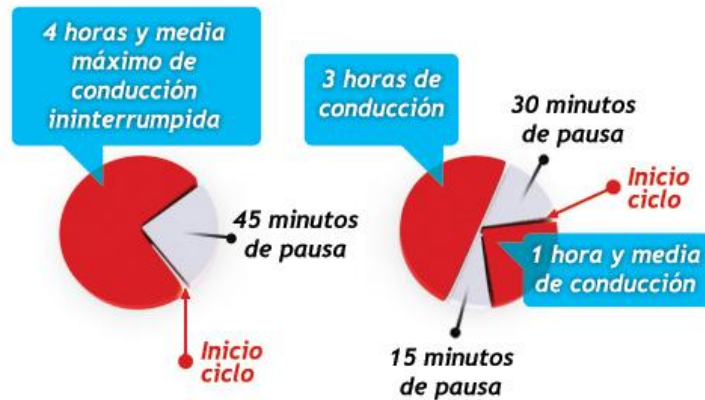 4 horas y media
máximo de
conducción
ininterrumpida
45 minutos
de pausa
Inicio
ciclo
3 horas de
conducción
30 minutos
de pausa
Inicio
ciclo
1 hora y media
de conducción
15 minutos
de pausa